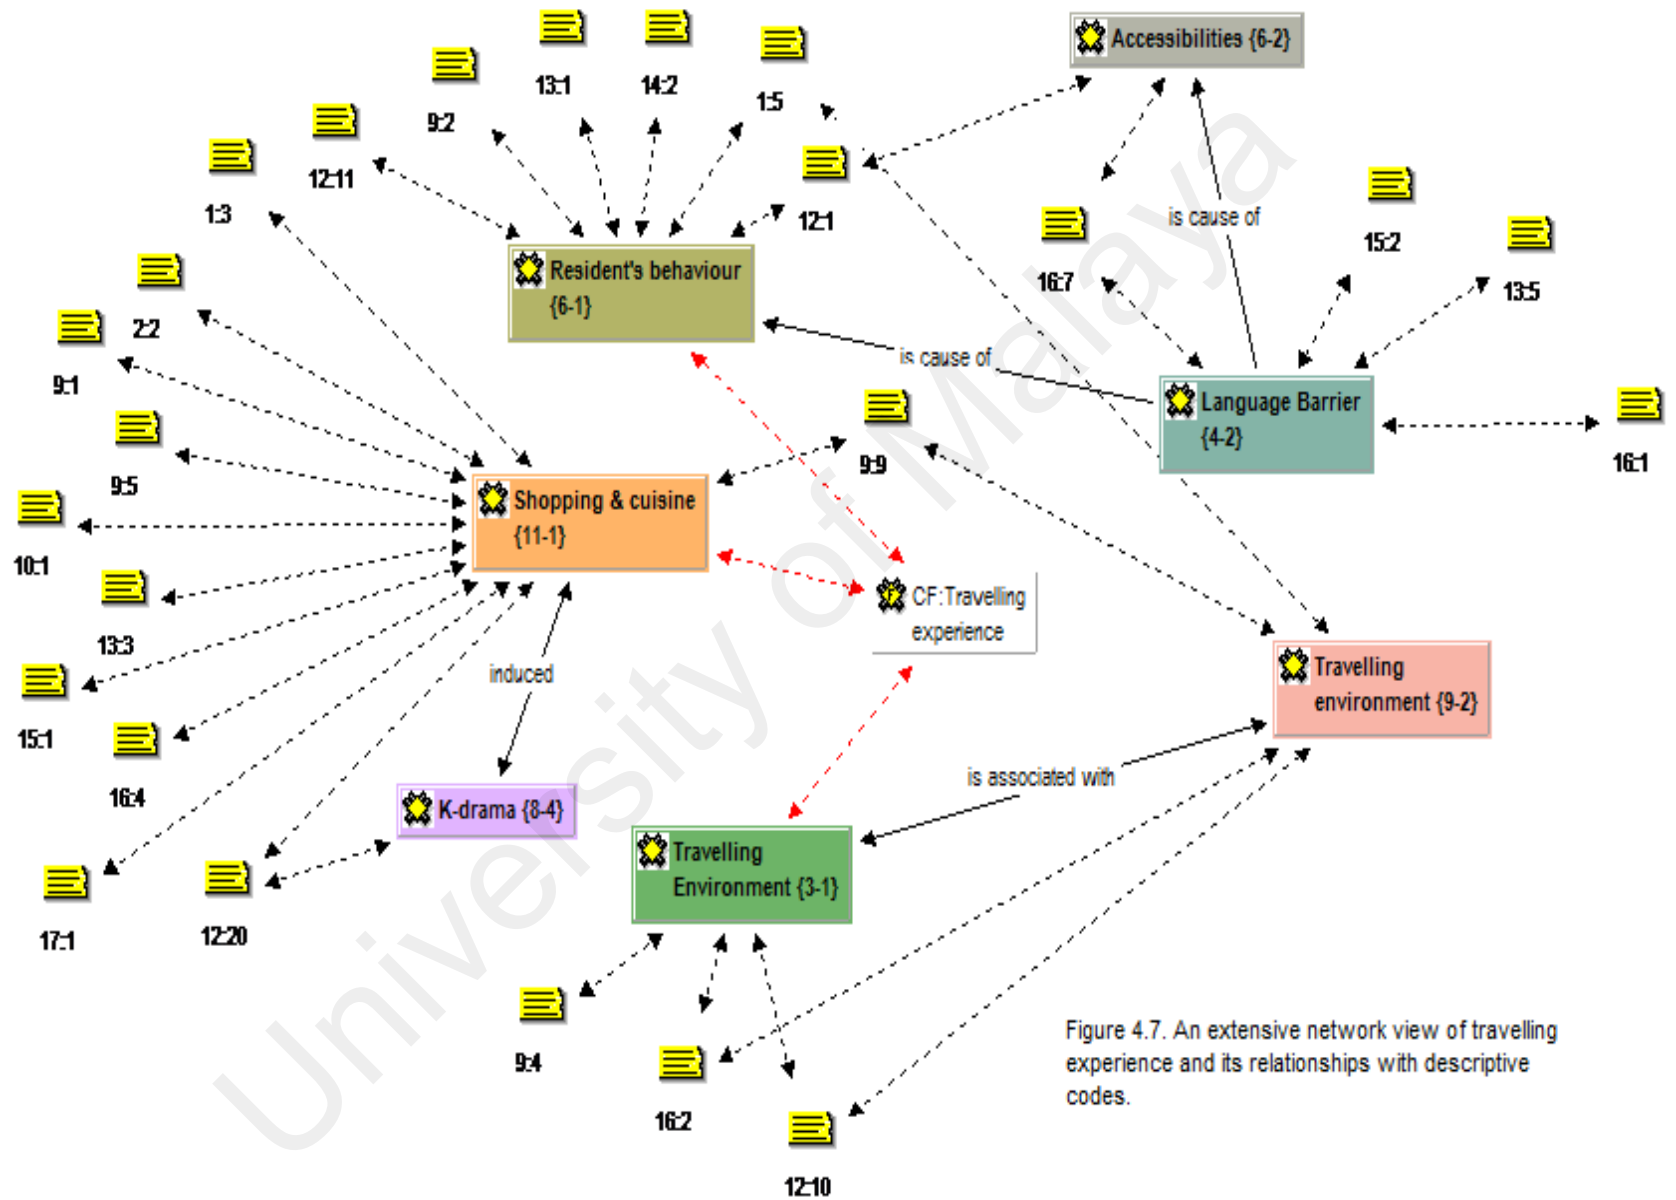 Accessibilities {6-2}
13:1
14:2
9:2
1:5
12:11
1:3
12:1
is cause of
15:2
Resident's behaviour
{6-1}
16:7
13:5
2:2
9:1
is cause of
Language Barrier
{4-2}
9:9
16:1
9:5
Shopping & cuisine
{11-1}
10:1
CF:Travelling
experience
13:3
induced
Travelling
environment {9-2}
15:1
is associated with
16:4
K-drama {8-4}
Travelling
Environment {3-1}
17:1
12:20
9:4
16:2
12:10
Figure 4.7. An extensive network view of travelling
experience and its relationships with descriptive
codes.
University of Malaya